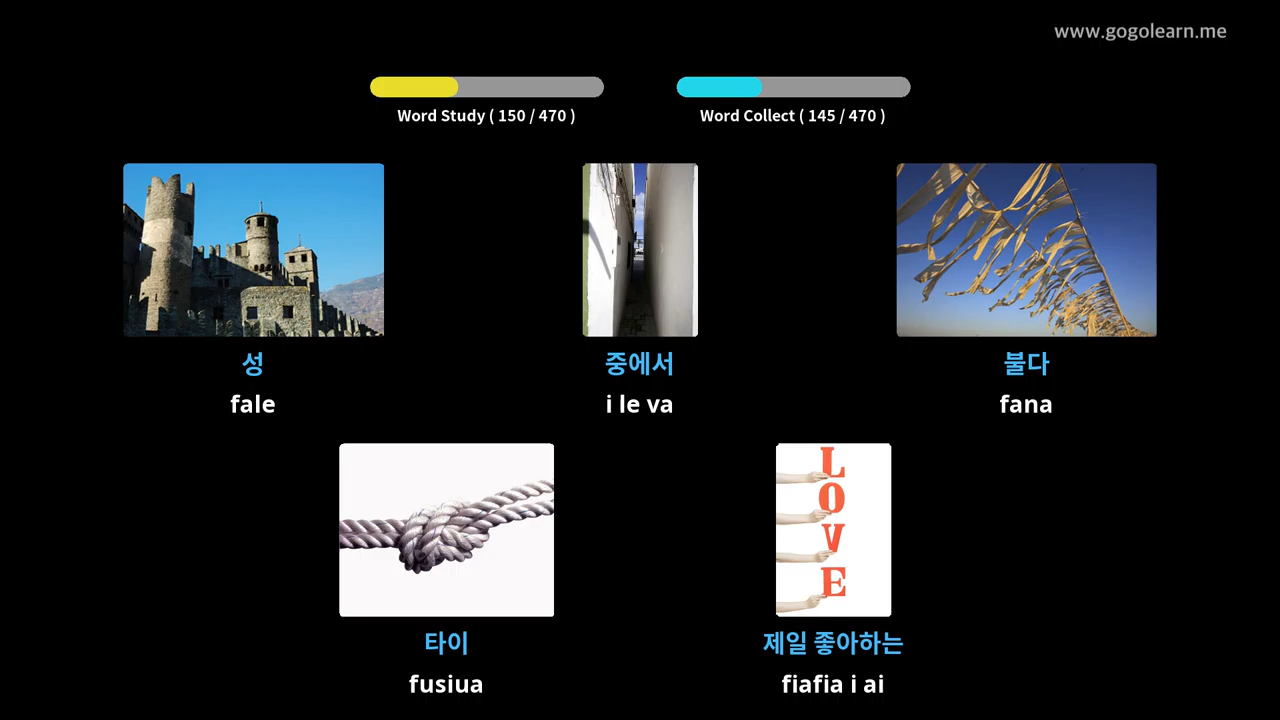 www.gogolearn.me
Word Study ( 150 / 470 )
Word Collect ( 145 / 470 )
성
중에서
불다
fale
i le va
fana
L
O
V
E
타이
제일 좋아하는
fusiua
fiafia i ai